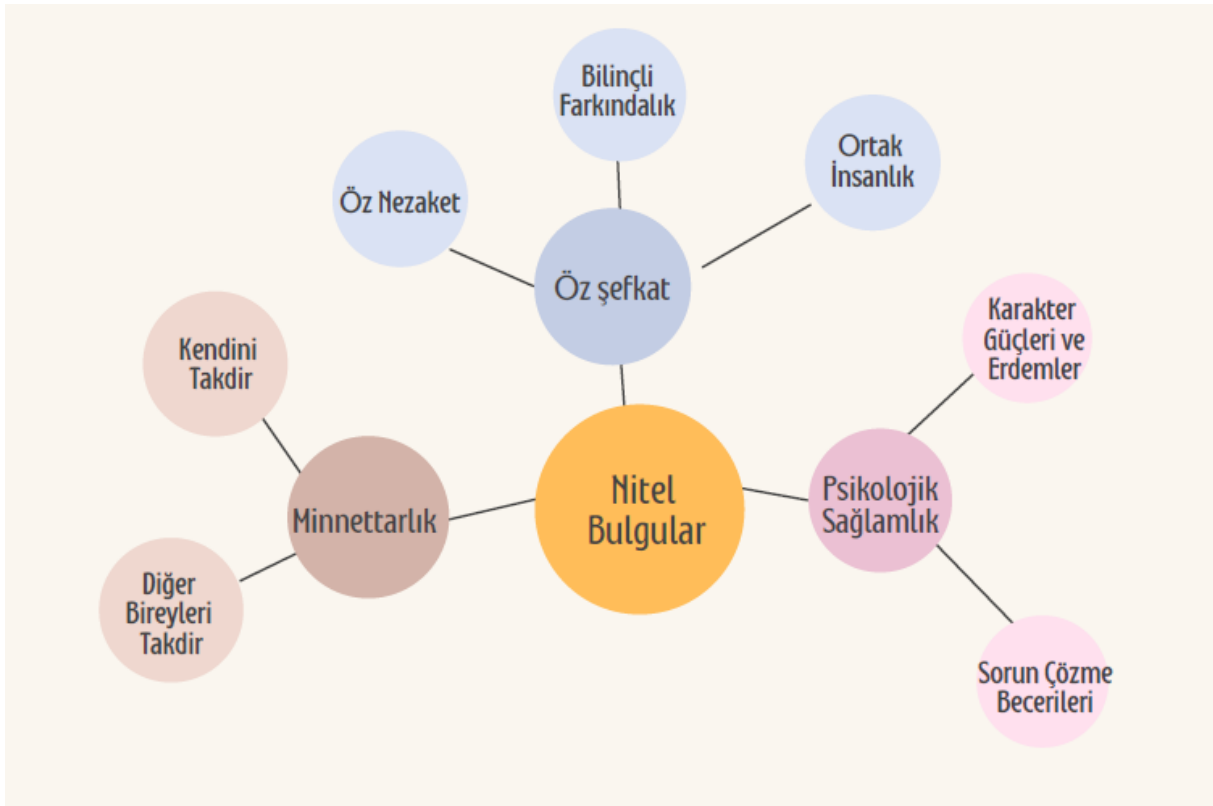 Bilinçli
Farkındalık
Ortak
İnsanlık
Öz Nezaket
Öz şefkat
Karakter
Güçleri ve
Erdemler
Kendini
Takdir
Nitel
Bulgular
Psikolojik
Sağlamlık
Minnettarlık
Diğer
Bireyleri
Takdir
Sorun Çözme
Becerileri